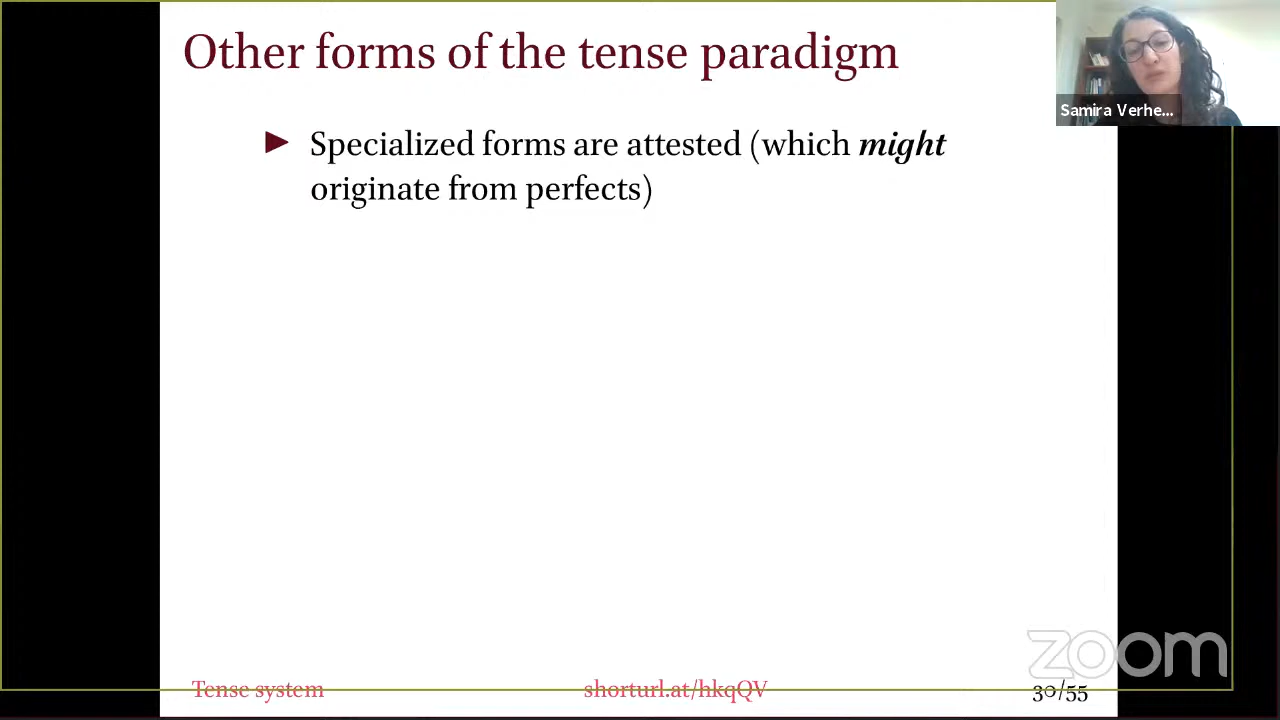 Other forms of the tense paradigm
Samira Verhe...
▶ Specialized forms are attested (which might
originate from perfects)
zoom
Tense system
shorturl.at/hkqQV
30/55